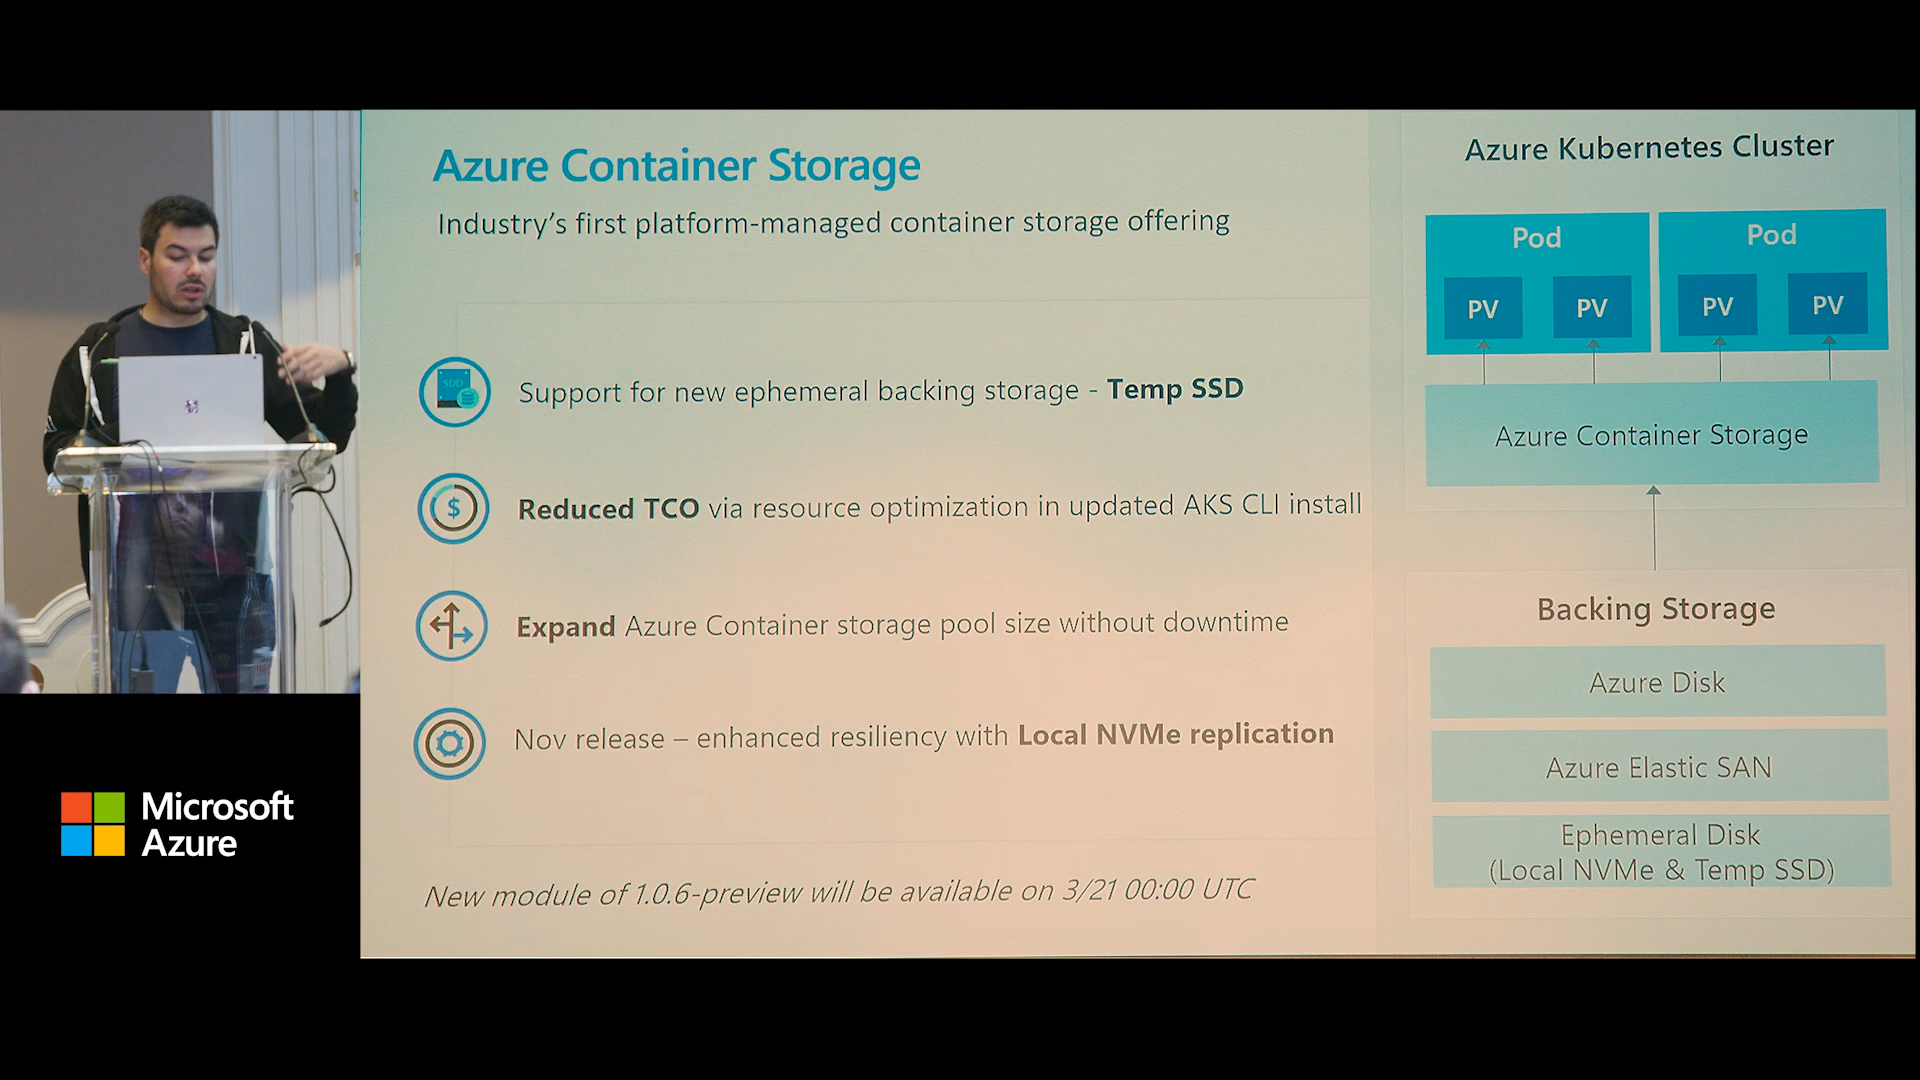 Azure Container Storage
Industry's first platform-managed container storage offering
SDD
Support for new ephemeral backing storage - Temp SSD
$
Reduced TCO via resource optimization in updated AKS CLI install
Expand Azure Container storage pool size without downtime
Nov release – enhanced resiliency with Local NVMe replication
New module of 1.0.6-preview will be available on 3/21 00:00 UTC
Azure Kubernetes Cluster
Pod
Pod
PV
PV
PV
PV
Azure Container Storage
Backing Storage
Azure Disk
Azure Elastic SAN
Ephemeral Disk
(Local NVMe & Temp SSD)
Microsoft
Azure